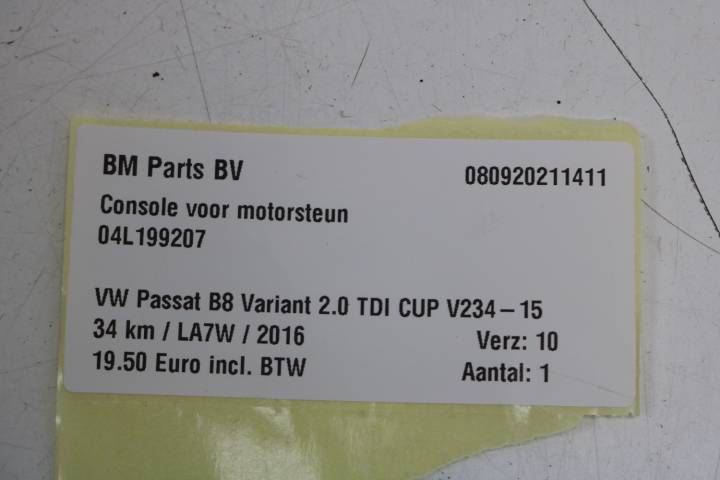 BM Parts BV 080920211411
Console voor motorsteun
04L199207
VW Passat B8 Variant 2.0 TDI CUP V234-15
34 km / LA7W / 2016 Verz: 10
19.50 Euro incl. BTW Aantal: 1